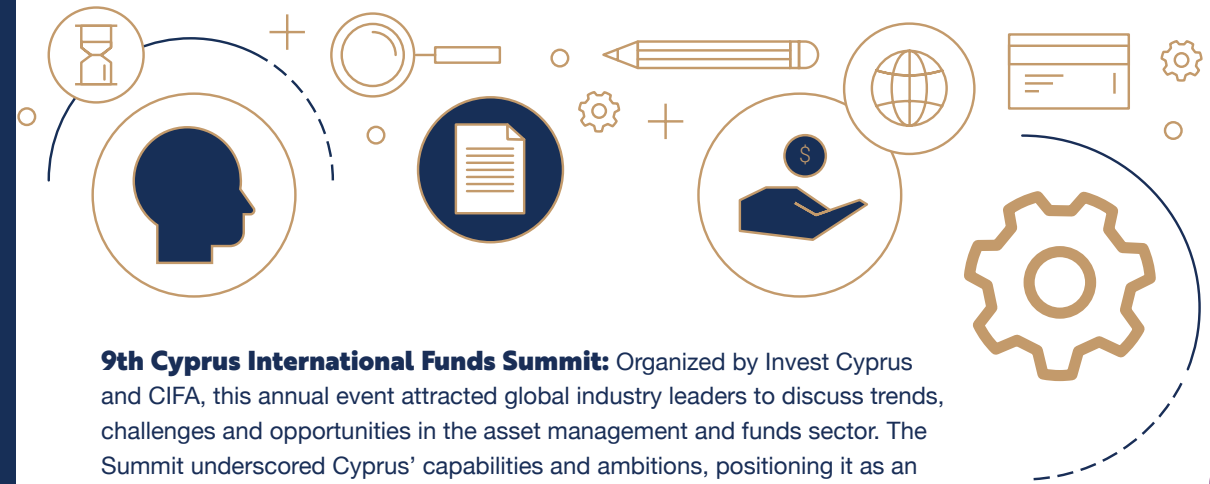 $
9th Cyprus International Funds Summit: Organized by Invest Cyprus
and CIFA, this annual event attracted global industry leaders to discuss trends,
challenges and opportunities in the asset management and funds sector. The
Summit underscored Cyprus’ capabilities and ambitions, positioning it as an